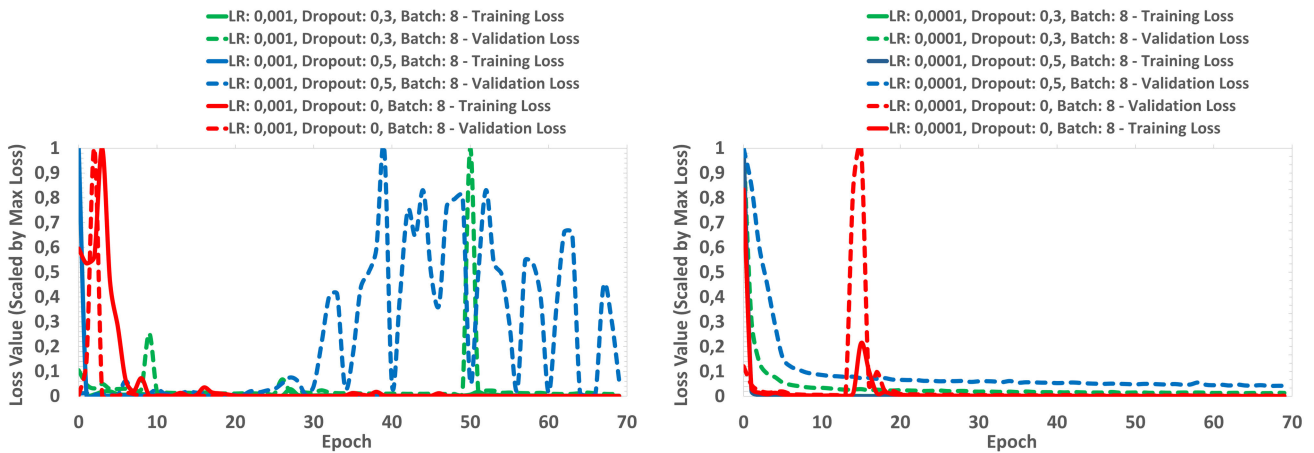 LR: 0,001, Dropout: 0,3, Batch: 8 - Training Loss
LR: 0,001, Dropout: 0,3, Batch: 8 - Validation Loss
LR: 0,001, Dropout: 0,5, Batch: 8 - Training Loss
LR: 0,001, Dropout: 0,5, Batch: 8 - Validation Loss
LR: 0,001, Dropout: 0, Batch: 8 - Training Loss
LR: 0,001, Dropout: 0, Batch: 8 - Validation Loss
Loss Value (Scaled by Max Loss)
1
0,9
0,8
0,7
0,6
0,5
0,4
0,3
0,2
0,1
0
0 10 20 30 40 50 60 70
Epoch
LR: 0,0001, Dropout: 0,3, Batch: 8 - Training Loss
LR: 0,0001, Dropout: 0,3, Batch: 8 - Validation Loss
LR: 0,0001, Dropout: 0,5, Batch: 8 - Training Loss
LR: 0,0001, Dropout: 0,5, Batch: 8 - Validation Loss
LR: 0,0001, Dropout: 0, Batch: 8 - Validation Loss
LR: 0,0001, Dropout: 0, Batch: 8 - Training Loss
Loss Value (Scaled by Max Loss)
1
0,9
0,8
0,7
0,6
0,5
0,4
0,3
0,2
0,1
0
0 10 20 30 40 50 60 70
Epoch